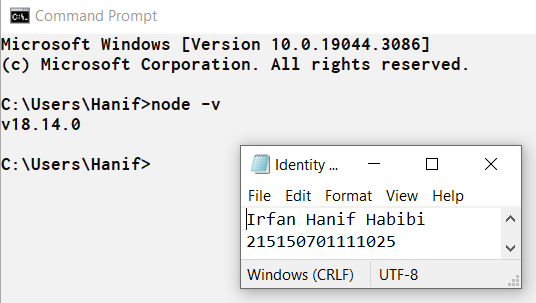 Command Prompt
Microsoft Windows [Version 10.0.19044.3086]
(c) Microsoft Corporation. All rights reserved.
C:\Users\Hanif>node -v
v18.14.0
C:\Users\Hanif>
Identity ...
File Edit Format View Help
Irfan Hanif Habibi
215150701111025
Windows (CRLF) UTF-8